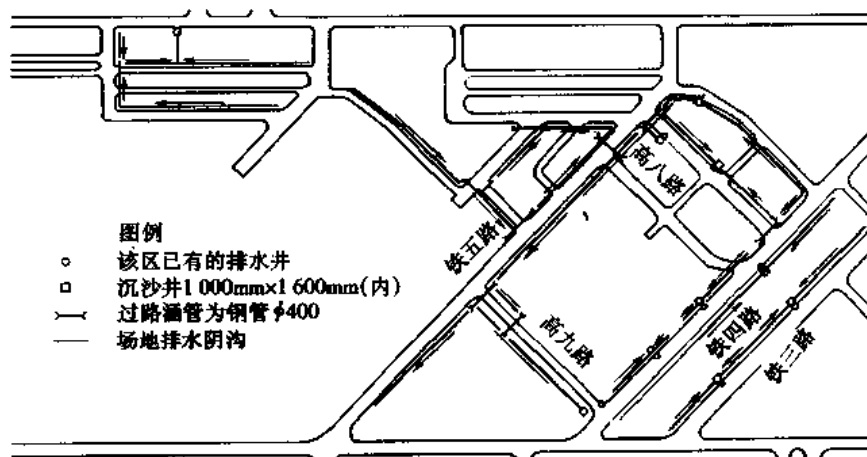 高八路
铁五路
图例
该区已有的排水井
沉沙井1 000mm×1 600mm(内)
过路涵管为钢管ϕ400
场地排水阴沟
高九路
铁四路
铁三路